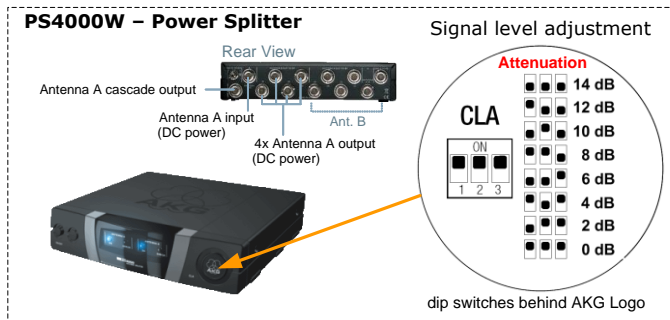 PS4000W – Power Splitter
Signal level adjustment
Rear View
Antenna A cascade output
Antenna A input
(DC power)
4x Antenna A output
(DC power)
Ant. B
Attenuation
CLA
ON
1 2 3
14 dB
12 dB
10 dB
8 dB
6 dB
4 dB
2 dB
0 dB
AKG
AKG
dip switches behind AKG Logo